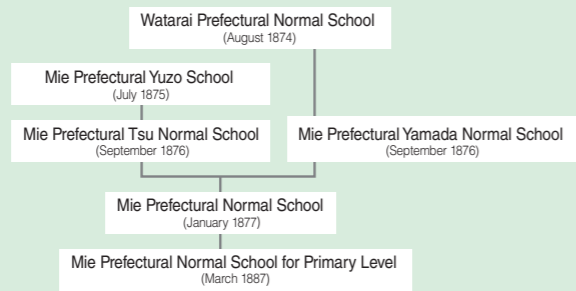 Watarai Prefectural Normal School
(August 1874)
Mie Prefectural Yuzo School
(July 1875)
Mie Prefectural Tsu Normal School
(September 1876)
Mie Prefectural Yamada Normal School
(September 1876)
Mie Prefectural Normal School
(January 1877)
Mie Prefectural Normal School for Primary Level
(March 1887)